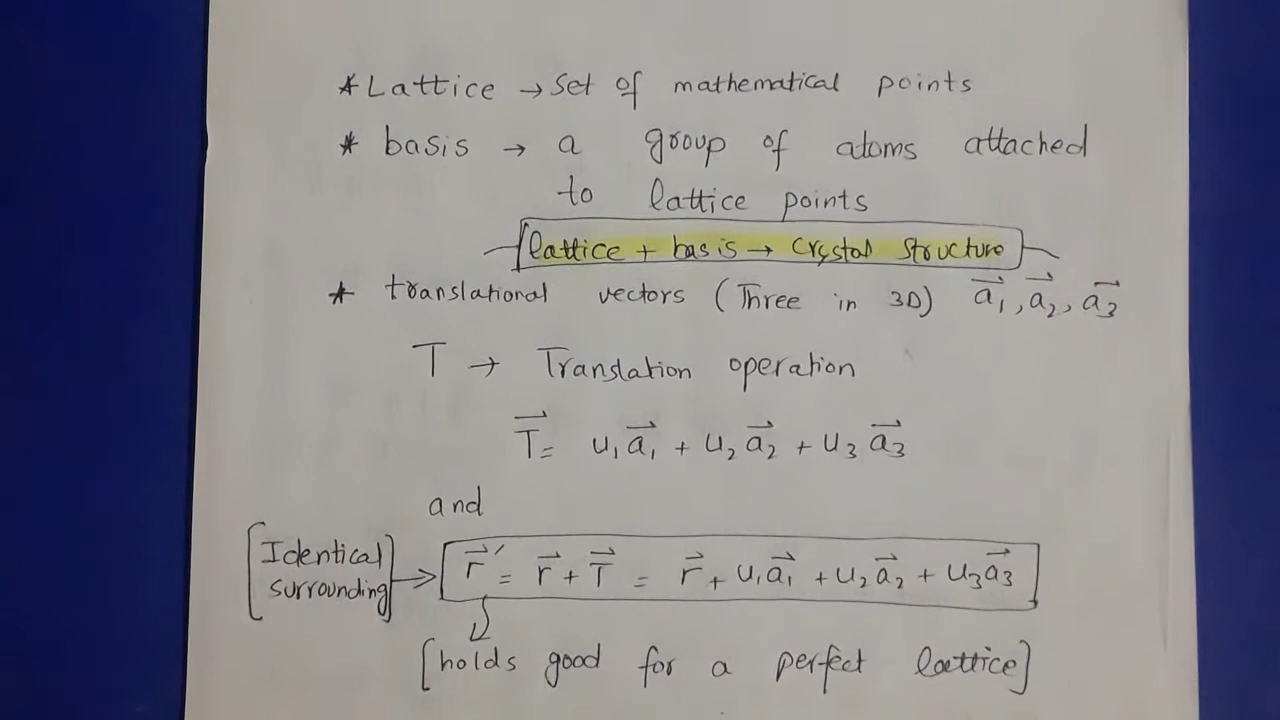 * Lattice → Set of mathematical points
* basis → a group of atoms attached
to lattice points
lattice + basis → Crystal Structure
* translational vectors (Three in 3D) a⃗₁, a⃗₂, a⃗₃
T → Translation operation
T⃗ = u₁a⃗₁ + u₂a⃗₂ + u₃a⃗₃
and
[Identical surrounding] → r⃗′ = r⃗ + T⃗ = r⃗ + u₁a⃗₁ + u₂a⃗₂ + u₃a⃗₃
[holds good for a perfect lattice]